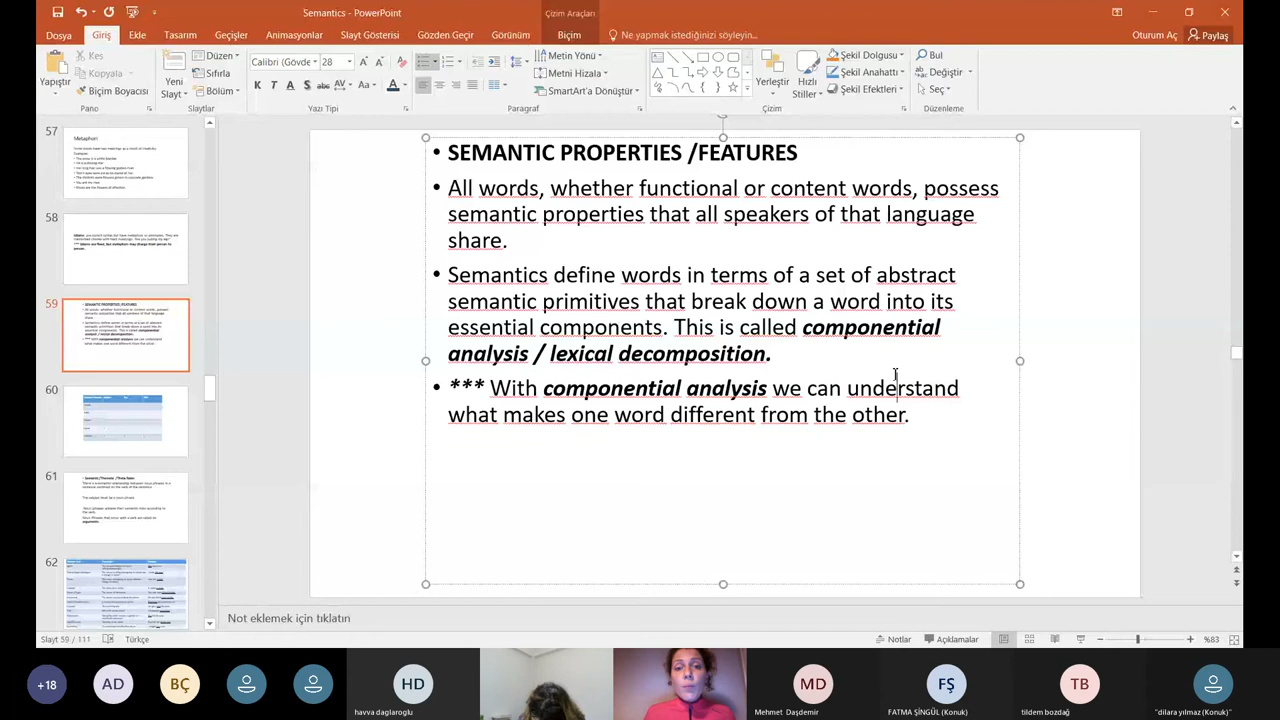 Semantics - PowerPoint
Çizim Araçları
Dosya Giriş Ekle Tasarım Geçişler Animasyonlar Slayt Gösterisi Gözden Geçir Görünüm Biçim Ne yapmak istediğinizi söyleyin... Oturum Aç Paylaş
Yapıştır
Kes
Kopyala
Biçim Boyacısı
Pano
Yeni Slayt
Düzen
Sıfırla
Bölüm
Slaytlar
Calibri (Gövde 28
K T A S abc AV Aa A
Yazı Tipi
Metin Yönü
Metni Hizala
SmartArt'a Dönüştür
Paragraf
Yerleştir
Hızlı Stiller
Şekil Dolgusu
Şekil Anahattı
Şekil Efektleri
Çizim
Bul
Değiştir
Seç
Düzenleme
57
Metaphor:
58
59
60
61
62
• SEMANTIC PROPERTIES /FEATURES
• All words, whether functional or content words, possess
semantic properties that all speakers of that language
share.
• Semantics define words in terms of a set of abstract
semantic primitives that break down a word into its
essential components. This is called componential
analysis / lexical decomposition.
• *** With componential analysis we can understand
what makes one word different from the other.
Not eklemek için tıklatın
Slayt 59 / 111 Türkçe Notlar Açıklamalar %83
+18 AD BÇ HD MD FŞ TB
havva daglaroglu Mehmet Daşdemir FATMA ŞİNGÜL (Konuk) tildem bozdağ "dilara yılmaz (Konuk)"